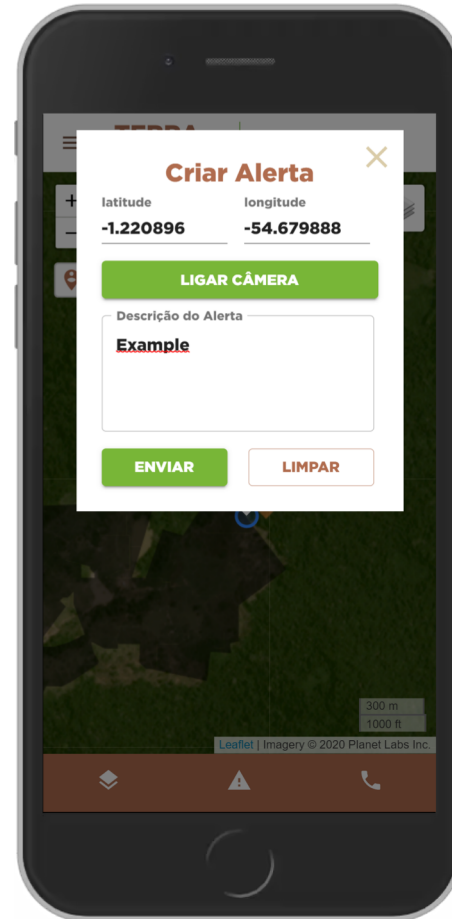 TERRA
Criar Alerta
latitude longitude
-1.220896 -54.679888
LIGAR CÂMERA
Descrição do Alerta
Example
ENVIAR LIMPAR
300 m
1000 ft
Leaflet | Imagery © 2020 Planet Labs Inc.